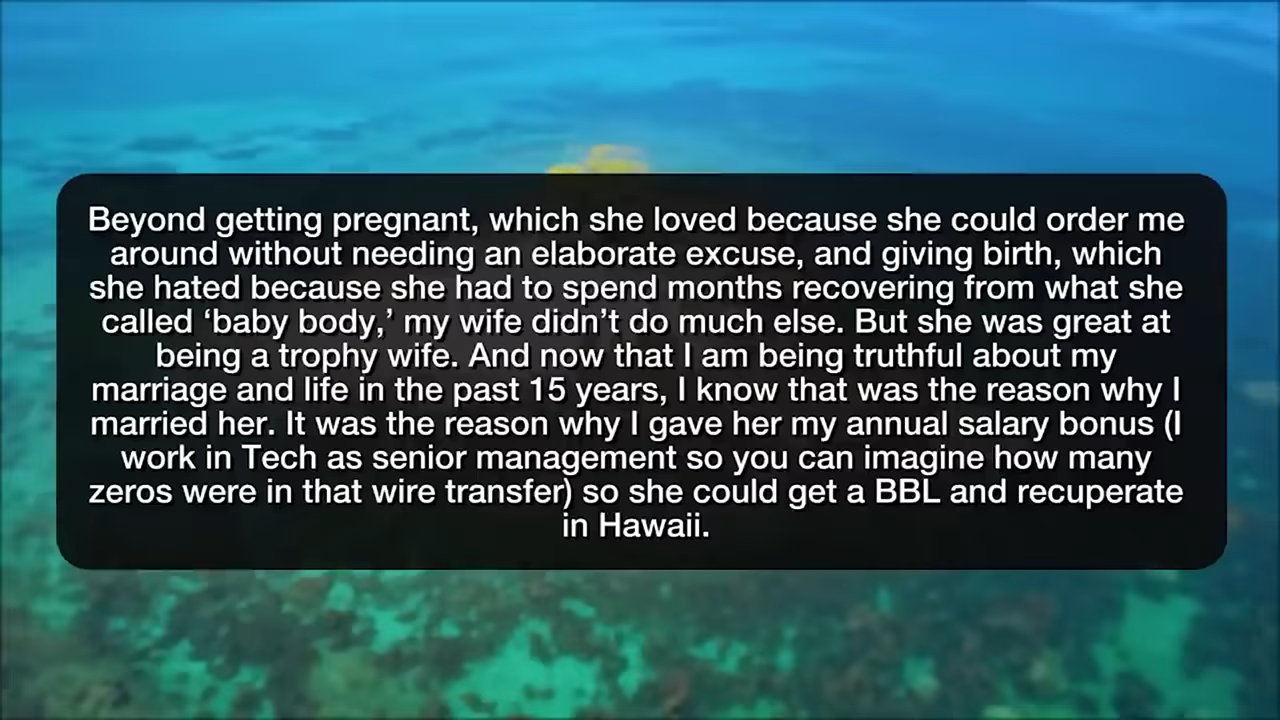 Beyond getting pregnant, which she loved because she could order me
around without needing an elaborate excuse, and giving birth, which
she hated because she had to spend months recovering from what she
called ‘baby body,’ my wife didn’t do much else. But she was great at
being a trophy wife. And now that I am being truthful about my
marriage and life in the past 15 years, I know that was the reason why I
married her. It was the reason why I gave her my annual salary bonus (I
work in Tech as senior management so you can imagine how many
zeros were in that wire transfer) so she could get a BBL and recuperate
in Hawaii.